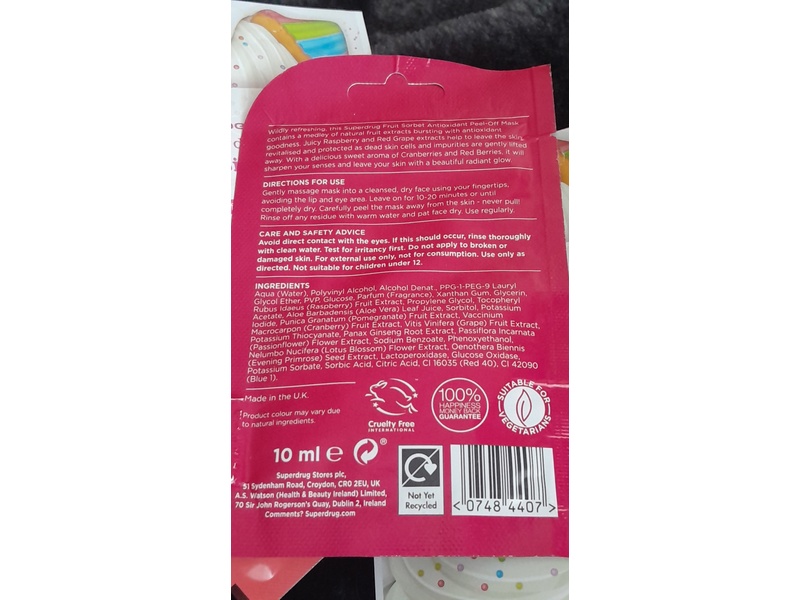 Wildly refreshing, this Superdrug Fruit Sorbet Antioxidant Peel-Off Mask
contains a medley of natural fruit extracts bursting with antioxidant
goodness. Juicy Raspberry and Red Grape extracts help to leave the skin
revitalised and protected as dead skin cells and impurities are gently lifted
away. With a delicious sweet aroma of Cranberries and Red Berries, it will
sharpen your senses and leave your skin with a beautiful radiant glow.
DIRECTIONS FOR USE
Gently massage mask into a cleansed, dry face using your fingertips,
avoiding the lip and eye area. Leave on for 10-20 minutes or until
completely dry. Carefully peel the mask away from the skin - never pull!
Rinse off any residue with warm water and pat face dry. Use regularly.
CARE AND SAFETY ADVICE
Avoid direct contact with the eyes. If this should occur, rinse thoroughly
with clean water. Test for irritancy first. Do not apply to broken or
damaged skin. For external use only, not for consumption. Use only as
directed. Not suitable for children under 12.
INGREDIENTS
Aqua (Water), Polyvinyl Alcohol, Alcohol Denat., PPG-1-PEG-9 Lauryl
Glycol Ether, PVP, Glucose, Parfum (Fragrance), Xanthan Gum, Glycerin,
Rubus Idaeus (Raspberry) Fruit Extract, Propylene Glycol, Tocopheryl
Acetate, Aloe Barbadensis (Aloe Vera) Leaf Juice, Sorbitol, Potassium
Iodide, Punica Granatum (Pomegranate) Fruit Extract, Vaccinium
Macrocarpon (Cranberry) Fruit Extract, Vitis Vinifera (Grape) Fruit Extract,
Potassium Thiocyanate, Panax Ginseng Root Extract, Passiflora Incarnata
(Passionflower) Flower Extract, Sodium Benzoate, Phenoxyethanol,
Nelumbo Nucifera (Lotus Blossom) Flower Extract, Oenothera Biennis
(Evening Primrose) Seed Extract, Lactoperoxidase, Glucose Oxidase,
Potassium Sorbate, Sorbic Acid, Citric Acid, CI 16035 (Red 40), CI 42090
(Blue 1).
Made in the U.K.
Product colour may vary due
to natural ingredients.
Cruelty Free
INTERNATIONAL
100%
HAPPINESS
MONEY BACK
GUARANTEE
SUITABLE FOR
VEGETARIANS
10 ml e ®
Superdrug Stores plc,
51 Sydenham Road, Croydon, CR0 2EU, UK
A.S. Watson (Health & Beauty Ireland) Limited,
70 Sir John Rogerson's Quay, Dublin 2, Ireland
Comments? Superdrug.com
Not Yet
Recycled
<0748 4407>